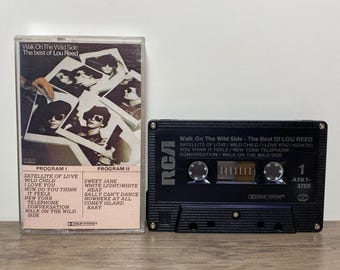 Walk On The Wild Side
The best of Lou Reed
PROGRAM I
SATELLITE OF LOVE
WILD CHILD
I LOVE YOU
HOW DO YOU THINK
IT FEELS
NEW YORK
TELEPHONE
CONVERSATION
WALK ON THE WILD
SIDE
PROGRAM II
SWEET JANE
WHITE LIGHT/WHITE
HEAT
SALLY CAN'T DANCE
NOWHERE AT ALL
CONEY ISLAND
BABY
Walk On The Wild Side - The Best Of LOU REED
SATELLITE OF LOVE / WILD CHILD / I LOVE YOU / HOW DO
YOU THINK IT FEELS / NEW YORK TELEPHONE
CONVERSATION / WALK ON THE WILD SIDE
RCA
1
AYK1-
3753